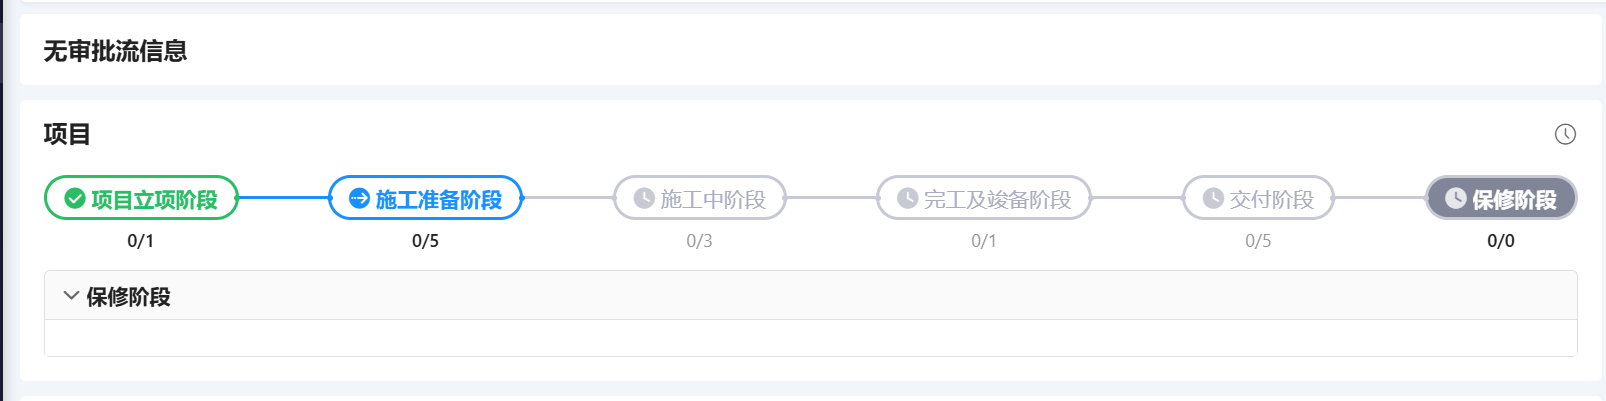 无审批流信息
项目
项目立项阶段 施工准备阶段 施工中阶段 完工及竣备阶段 交付阶段 保修阶段
0/1 0/5 0/3 0/1 0/5 0/0
保修阶段